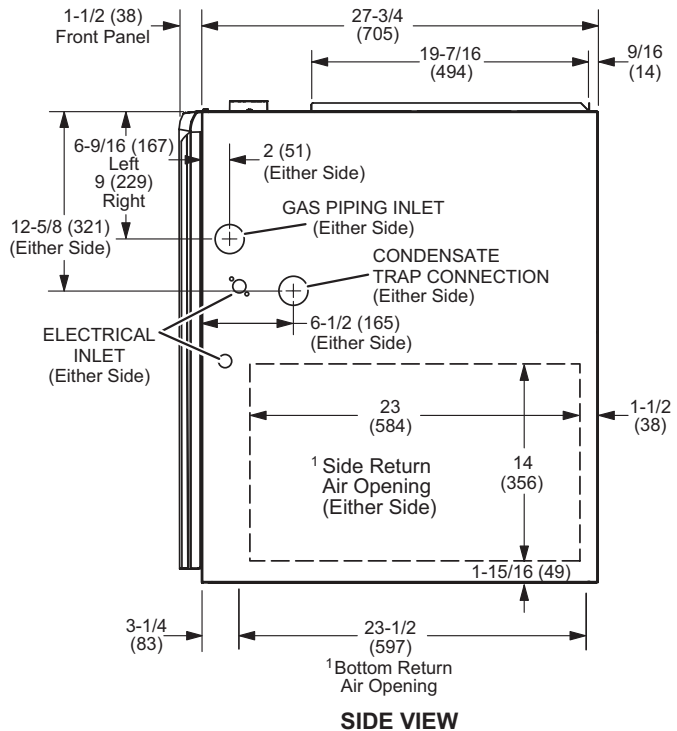 1-1/2 (38)
Front Panel
27-3/4
(705)
19-7/16
(494)
9/16
(14)
6-9/16 (167)
Left
9 (229)
Right
2 (51)
(Either Side)
12-5/8 (321)
(Either Side)
GAS PIPING INLET
(Either Side)
CONDENSATE
TRAP CONNECTION
(Either Side)
6-1/2 (165)
(Either Side)
ELECTRICAL
INLET
(Either Side)
23
(584)
1-1/2
(38)
1 Side Return
Air Opening
(Either Side)
14
(356)
1-15/16 (49)
3-1/4
(83)
23-1/2
(597)
1 Bottom Return
Air Opening
SIDE VIEW